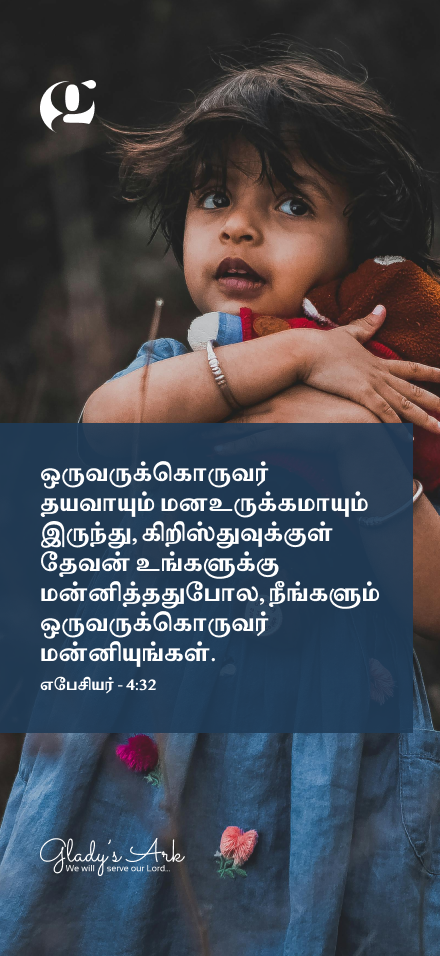 g
ஒருவருக்கொருவர்
தயவாயும் மனஉருக்கமாயும்
இருந்து, கிறிஸ்துவுக்குள்
தேவன் உங்களுக்கு
மன்னித்ததுபோல, நீங்களும்
ஒருவருக்கொருவர்
மன்னியுங்கள்.
எபேசியர் - 4:32
Glady's Ark
We will serve our Lord...